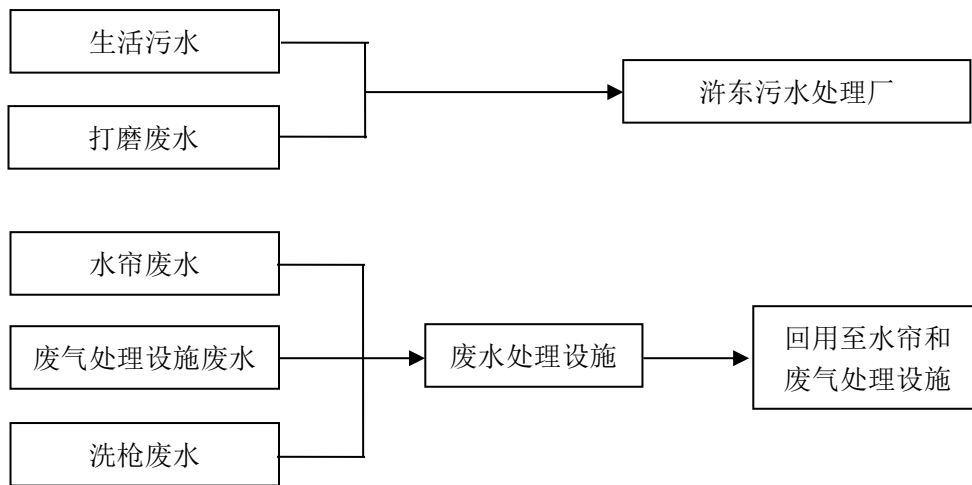 生活污水
浒东污水处理厂
打磨废水
水帘废水
废气处理设施废水
废水处理设施
回用至水帘和
废气处理设施
洗枪废水